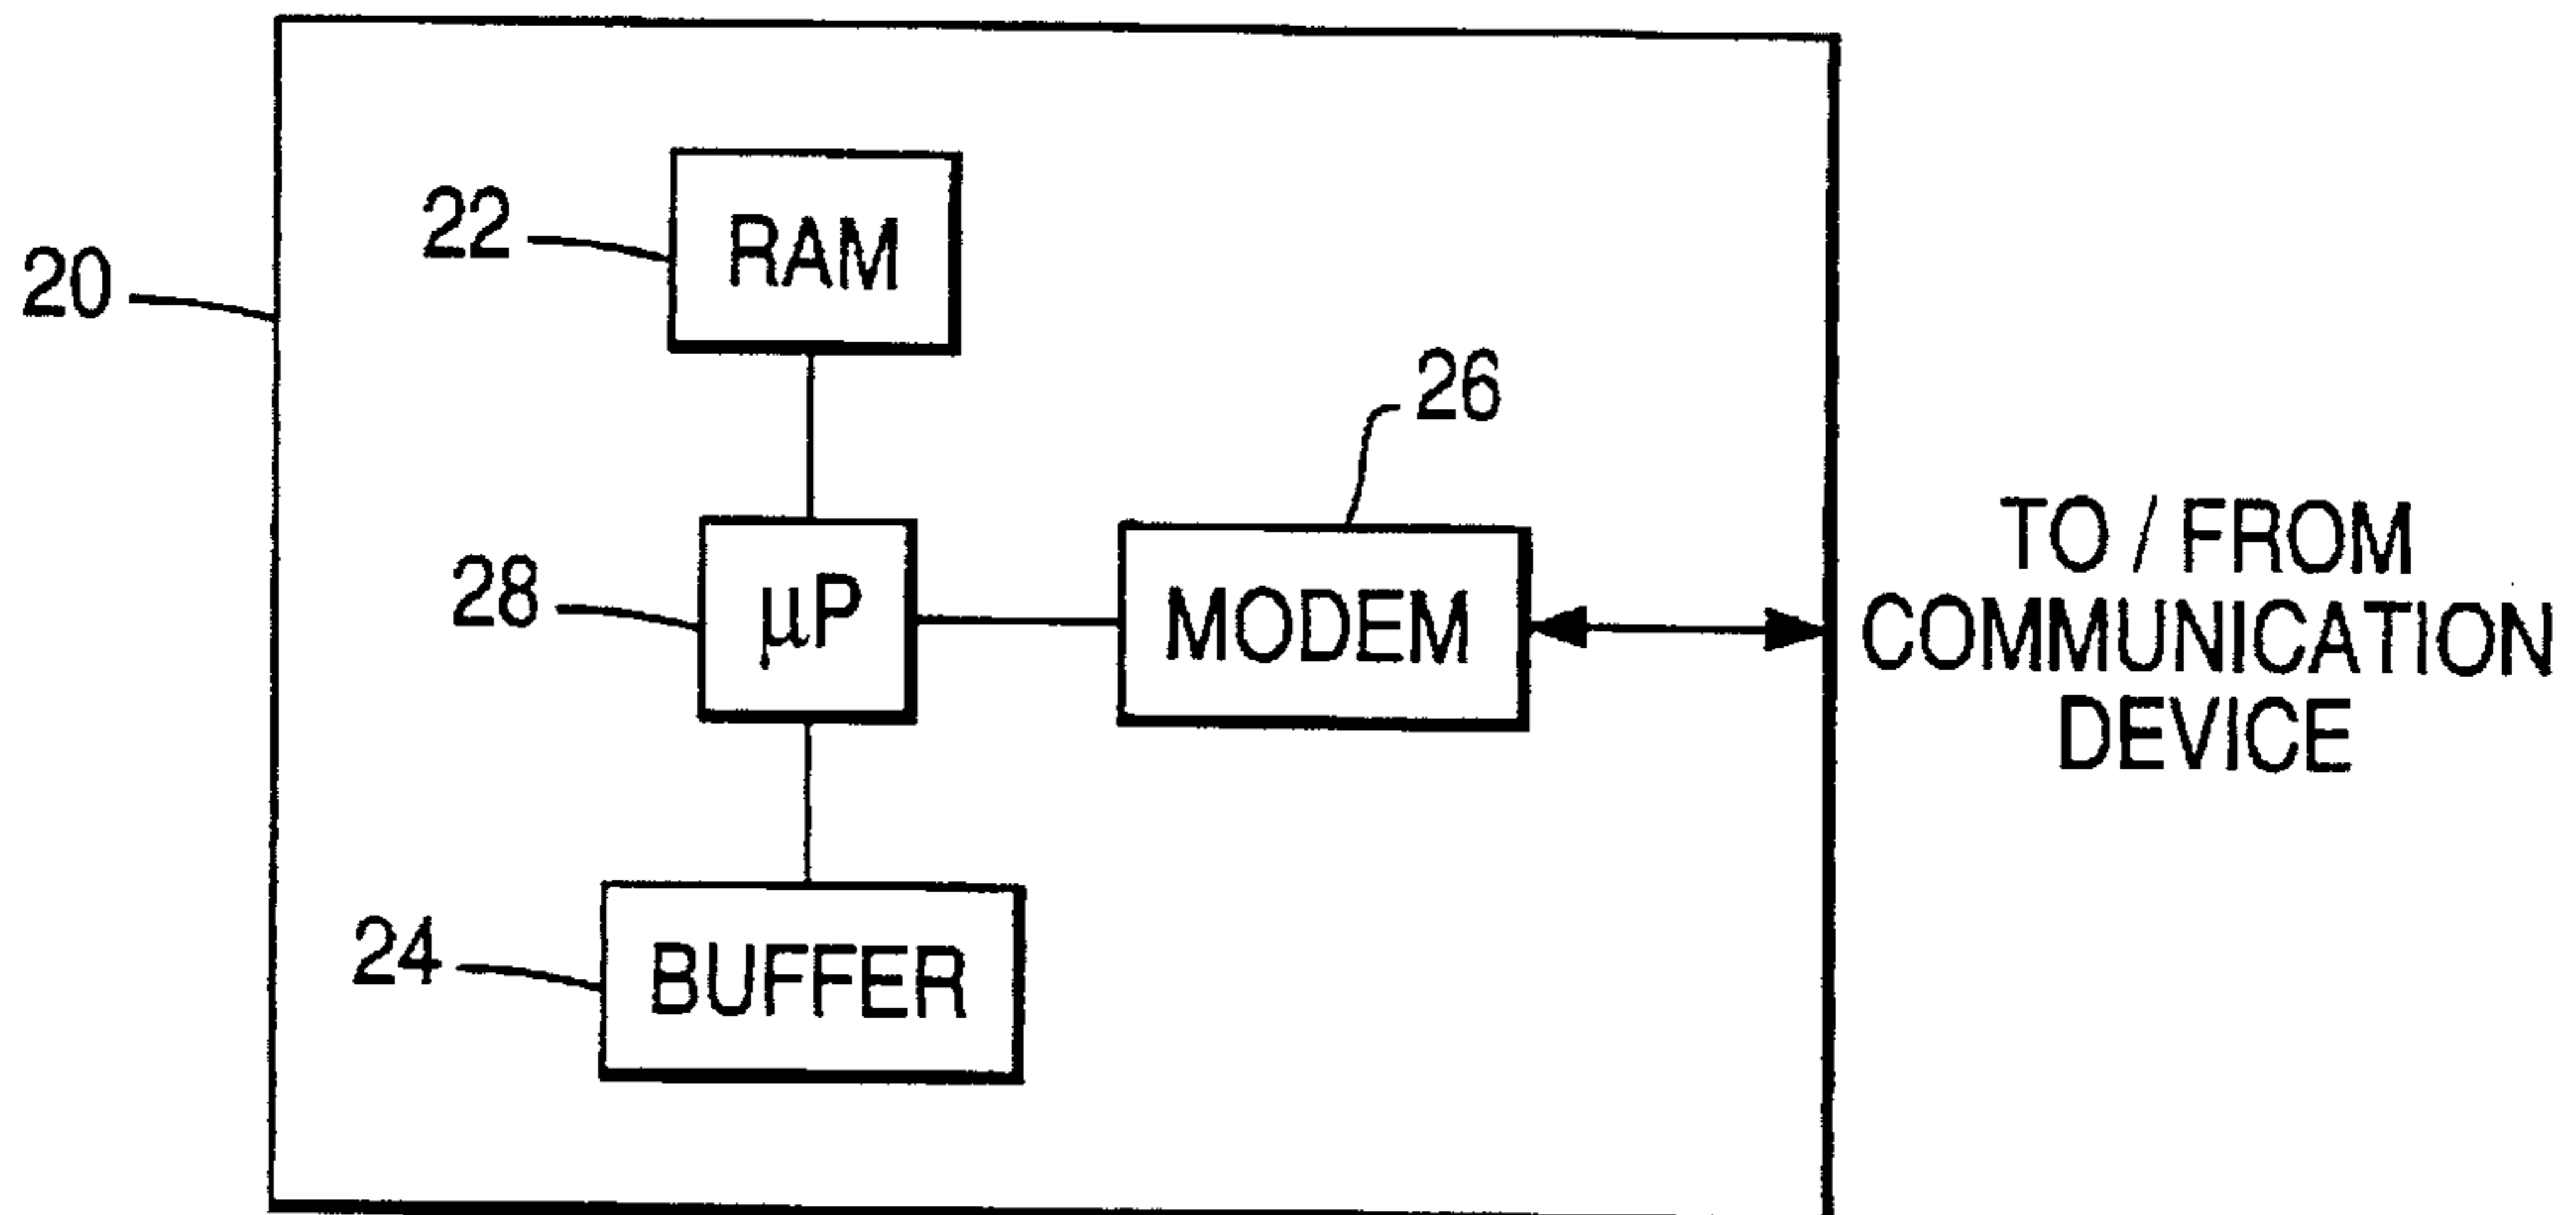 20
22
RAM
26
28
µP
MODEM
TO / FROM
COMMUNICATION
DEVICE
24
BUFFER